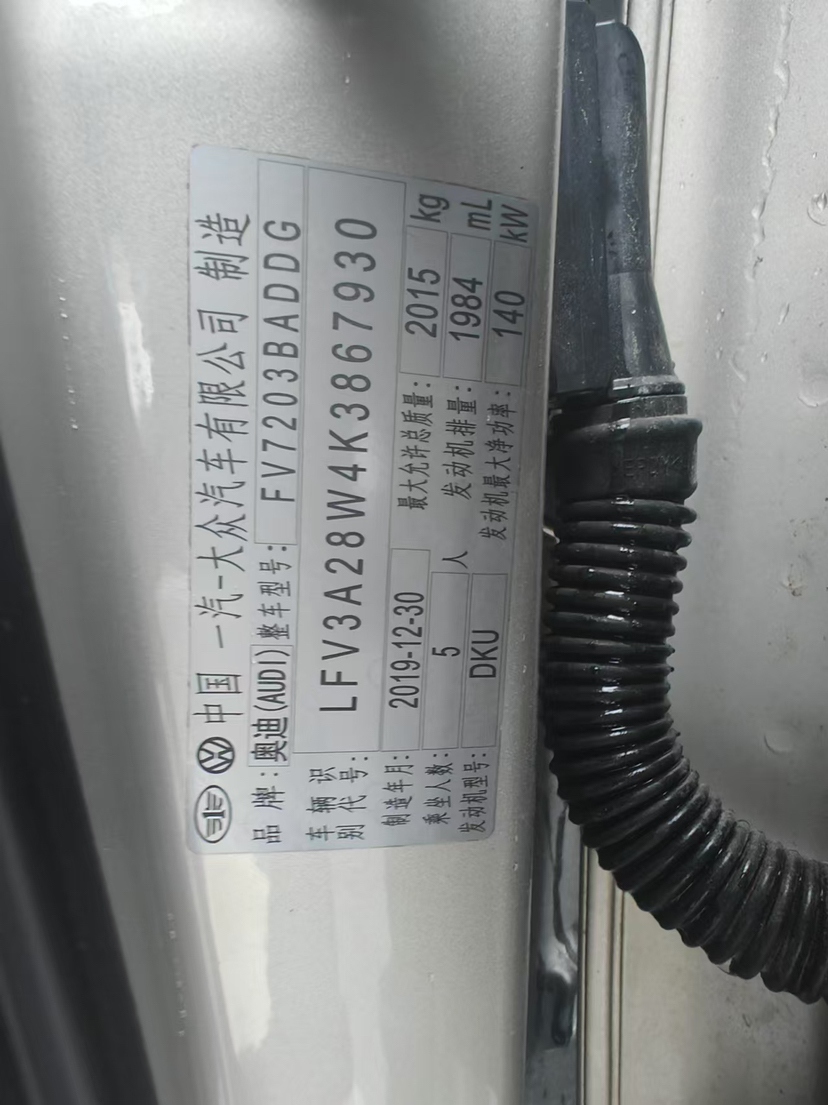 中国 一汽-大众汽车有限公司 制造
品牌:奥迪(AUDI) 整车型号: FV7203BADDG
车辆识别代号: LFV3A28W4K3867930
制造年月: 2019-12-30 最大允许总质量: 2015 kg
乘坐人数: 5 人 发动机排量: 1984 mL
发动机型号: DKU 发动机最大净功率: 140 kW